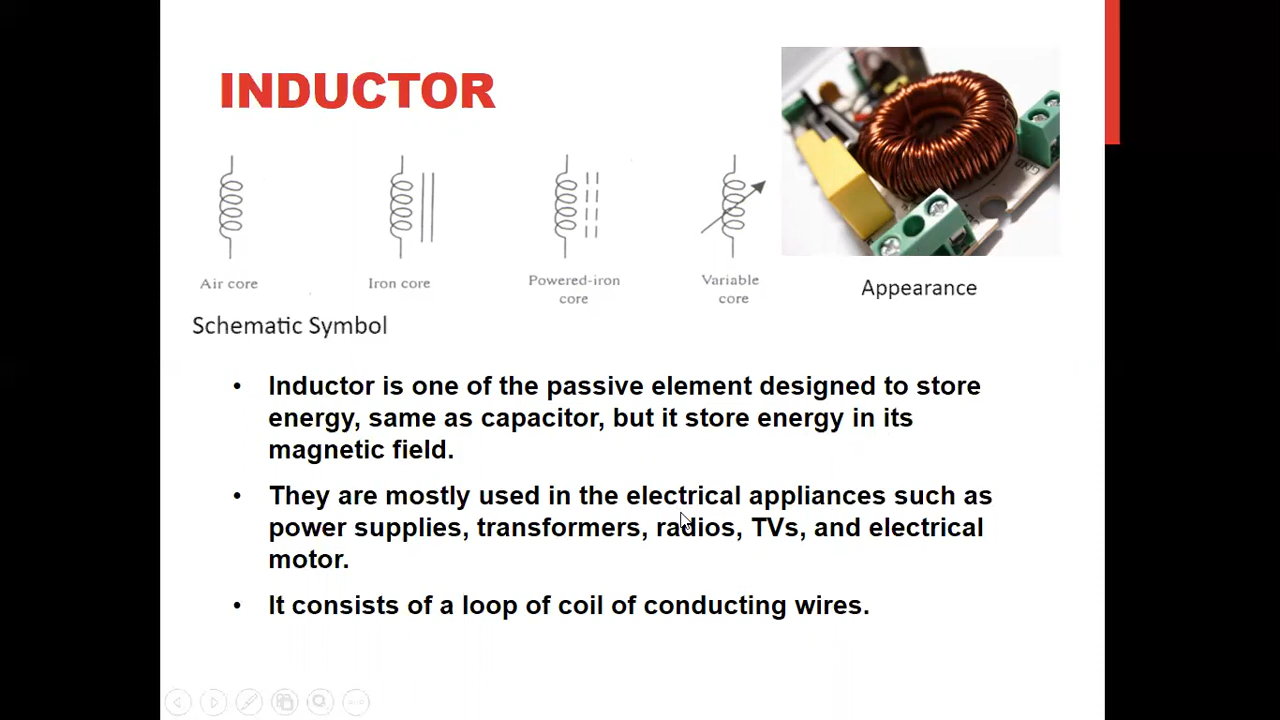 INDUCTOR
Air core
Iron core
Powered-iron
core
Variable
core
Appearance
Schematic Symbol
• Inductor is one of the passive element designed to store
energy, same as capacitor, but it store energy in its
magnetic field.
• They are mostly used in the electrical appliances such as
power supplies, transformers, radios, TVs, and electrical
motor.
• It consists of a loop of coil of conducting wires.
GND